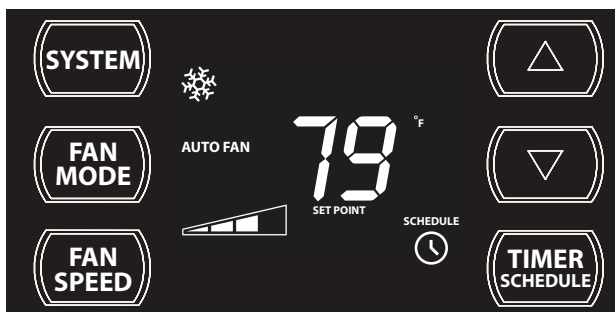 SYSTEM
FAN
MODE
FAN
SPEED
AUTO FAN
79
°F
SET POINT
SCHEDULE
TIMER
SCHEDULE